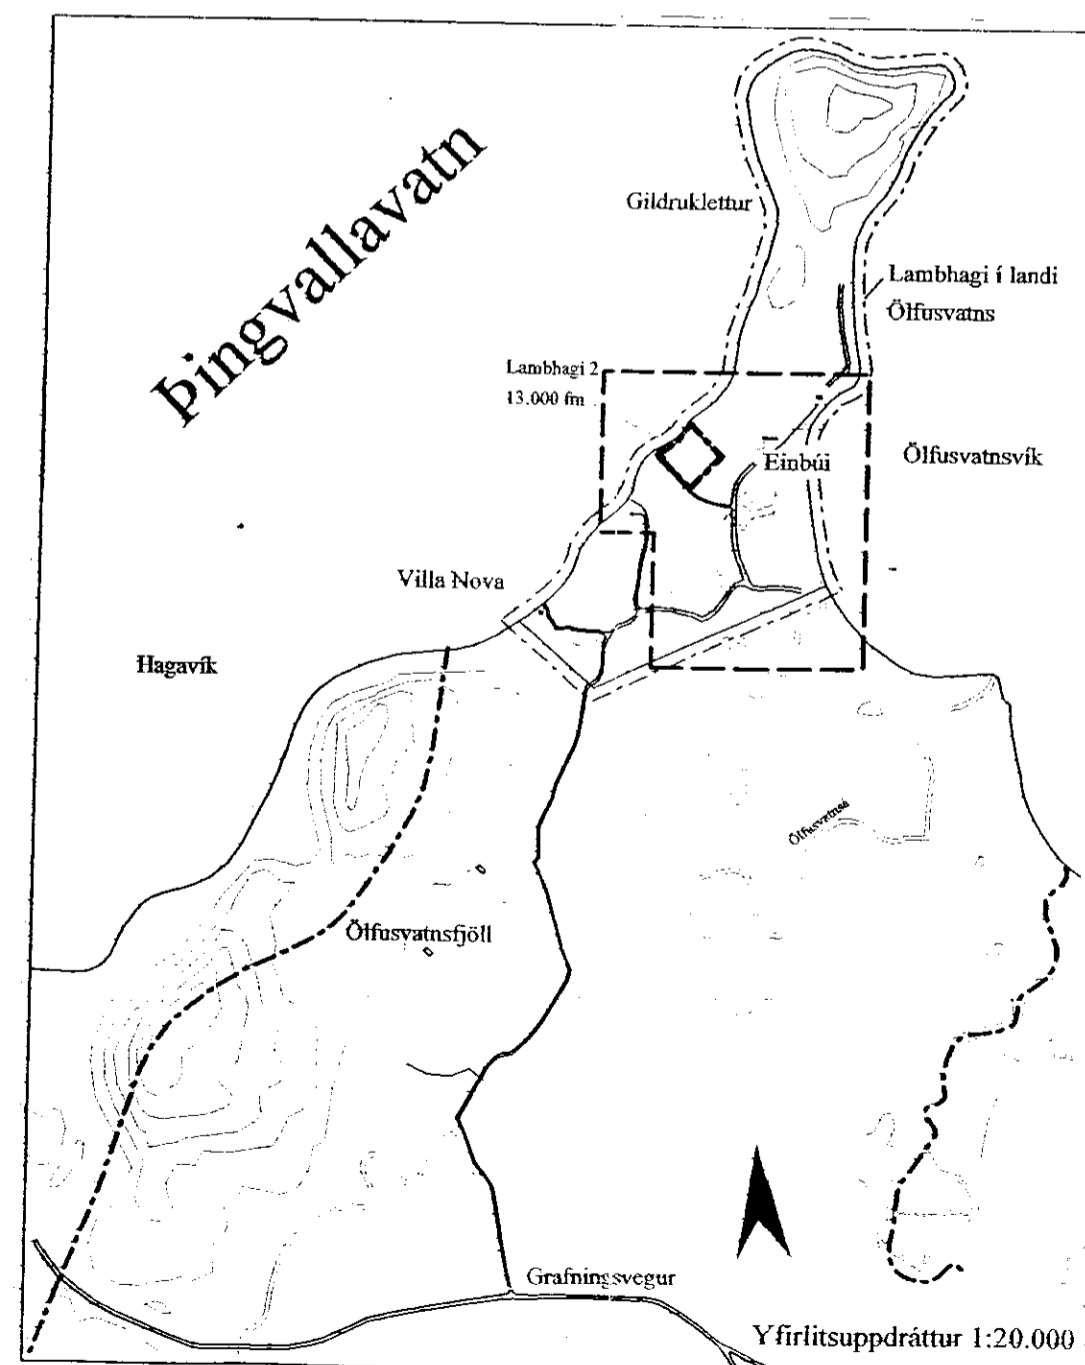 Þingvallavatn
Gildruklettur
Lambhagi í landi
Ölfusvatns
Lambhagi 2
13.000 fm
Einbúi
Ölfusvatnsvík
Villa Nova
Hagavík
Ölfusvatnsá
Ölfusvatnsfjöll
Grafningsvegur
Yfirlitsuppdráttur 1:20.000